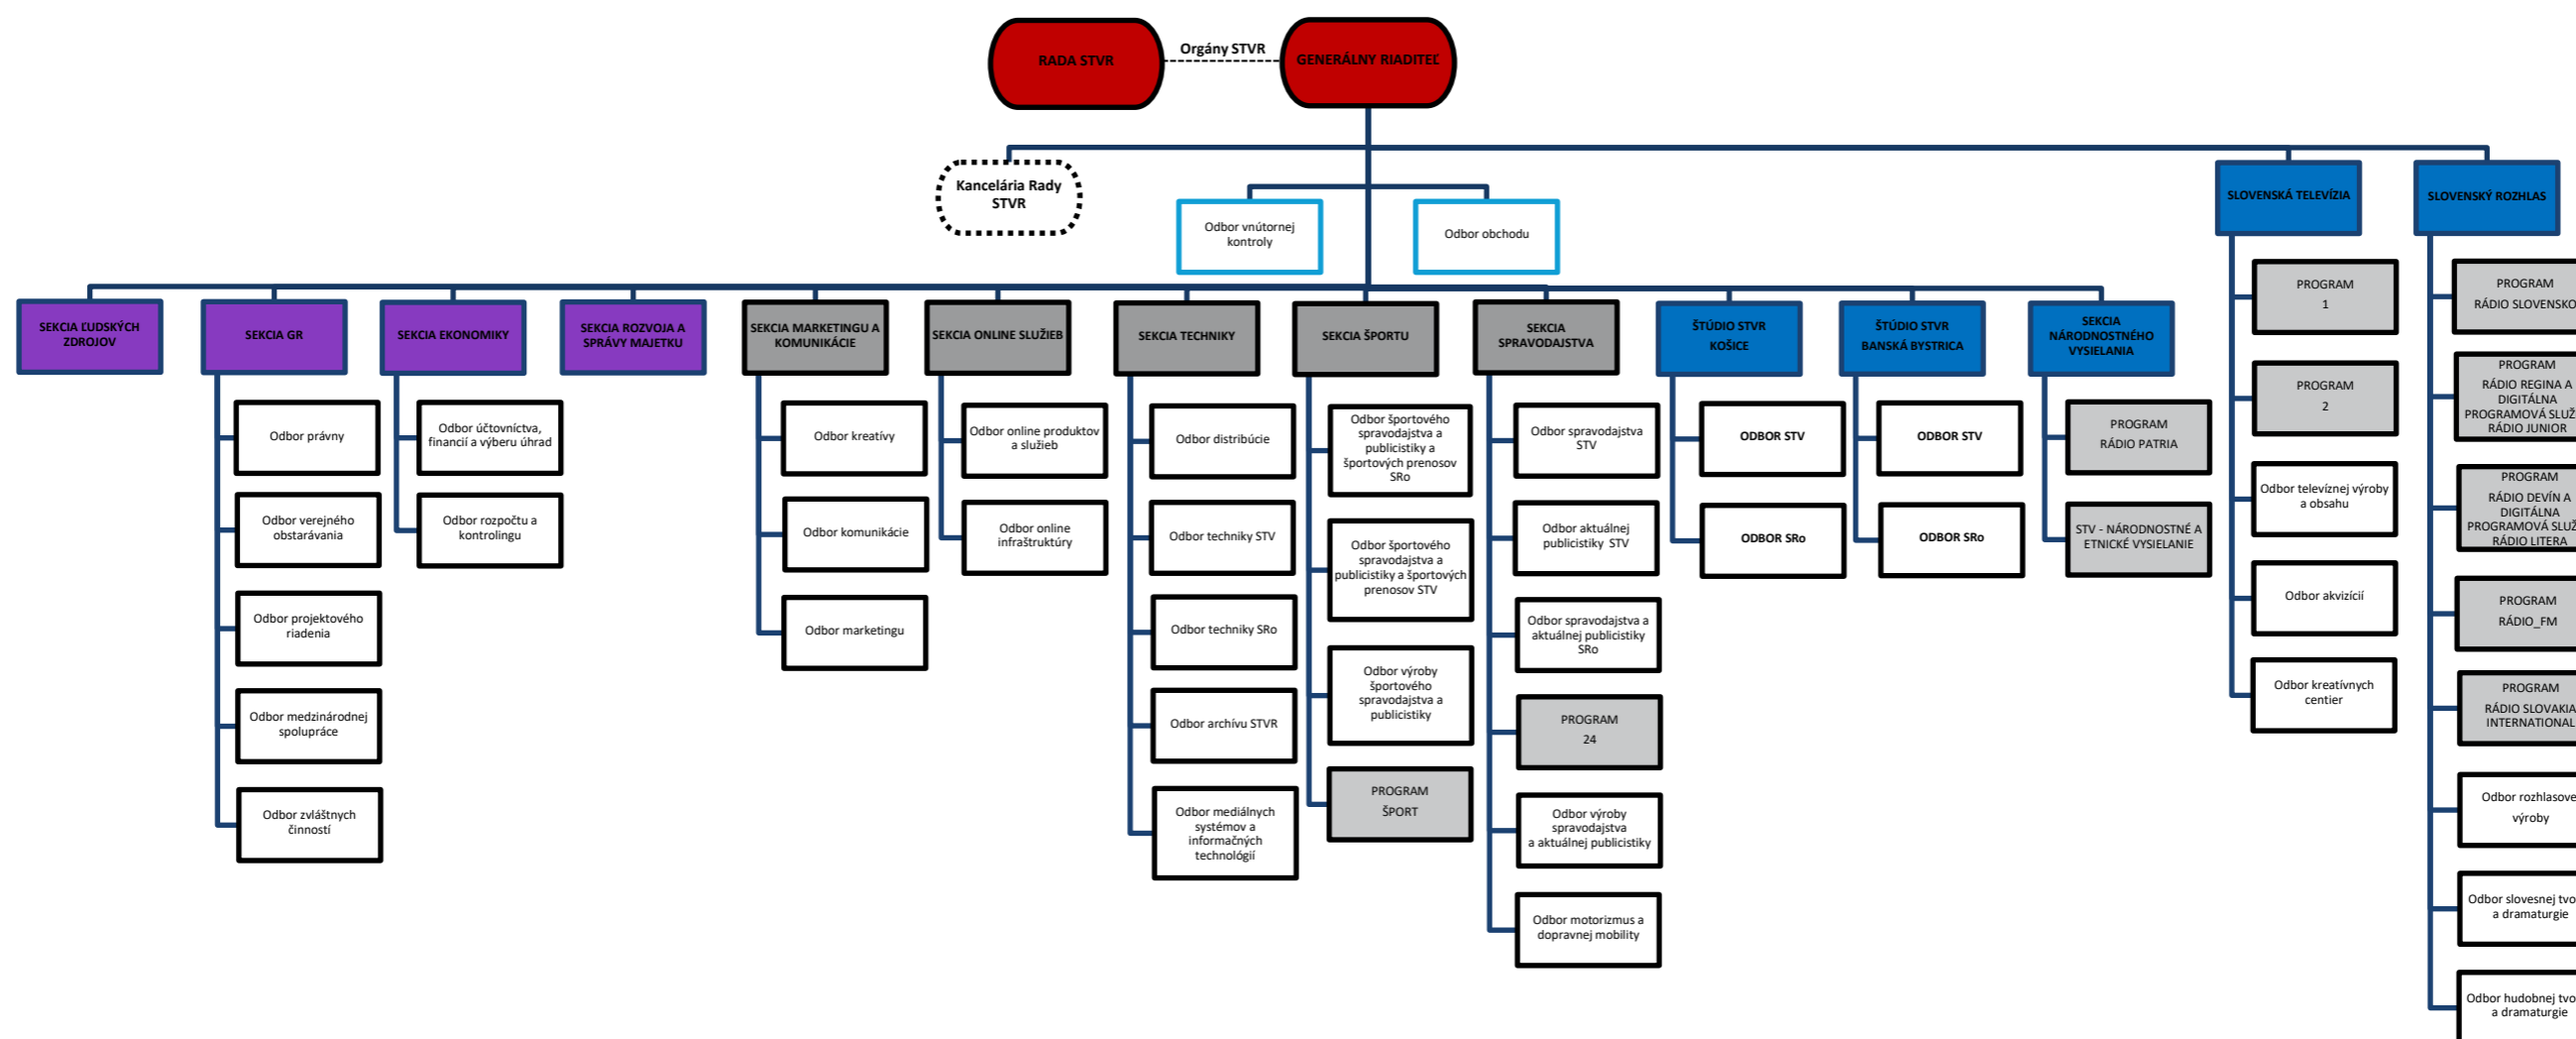 Orgány STVR
RADA STVR
GENERÁLNY RIADITEĽ
Kancelária Rady
STVR
Odbor vnútornej
kontroly
Odbor obchodu
SLOVENSKÁ TELEVÍZIA
SLOVENSKÝ ROZHLAS
SEKCIA ĽUDSKÝCH
ZDROJOV
SEKCIA GR
Odbor právny
Odbor verejného
obstarávania
Odbor projektového
riadenia
Odbor medzinárodnej
spolupráce
Odbor zvláštnych
činností
SEKCIA EKONOMIKY
Odbor účtovníctva,
financií a výberu úhrad
Odbor rozpočtu a
kontrolingu
SEKCIA ROZVOJA A
SPRÁVY MAJETKU
SEKCIA MARKETINGU A
KOMUNIKÁCIE
Odbor kreatívy
Odbor komunikácie
Odbor marketingu
SEKCIA ONLINE SLUŽIEB
Odbor online produktov
a služieb
Odbor online
infraštruktúry
SEKCIA TECHNIKY
Odbor distribúcie
Odbor techniky STV
Odbor techniky SRo
Odbor archívu STVR
Odbor mediálnych
systémov a
informačných
technológií
SEKCIA ŠPORTU
Odbor športového
spravodajstva a
publicistiky a
športových prenosov
SRo
Odbor športového
spravodajstva a
publicistiky a športových
prenosov STV
Odbor výroby
športového
spravodajstva a
publicistiky
PROGRAM
ŠPORT
SEKCIA
SPRAVODAJSTVA
Odbor spravodajstva
STV
Odbor aktuálnej
publicistiky STV
Odbor spravodajstva a
aktuálnej publicistiky
SRo
PROGRAM
24
Odbor výroby
spravodajstva
a aktuálnej publicistiky
Odbor motorizmus a
dopravnej mobility
ŠTÚDIO STVR
KOŠICE
ODBOR STV
ODBOR SRo
ŠTÚDIO STVR
BANSKÁ BYSTRICA
ODBOR STV
ODBOR SRo
SEKCIA
NÁRODNOSTNÉHO
VYSIELANIA
PROGRAM
RÁDIO PATRIA
STV - NÁRODNOSTNÉ A
ETNICKÉ VYSIELANIE
PROGRAM
1
PROGRAM
2
Odbor televíznej výroby
a obsahu
Odbor akvizícií
Odbor kreatívnych
centier
PROGRAM
RÁDIO SLOVENSKO
PROGRAM
RÁDIO REGINA A
DIGITÁLNA
PROGRAMOVÁ
RÁDIO JUNIOR
PROGRAM
RÁDIO DEVÍN A
DIGITÁLNA
PROGRAMOVÁ
RÁDIO LITERA
PROGRAM
RÁDIO_FM
PROGRAM
RÁDIO SLOVAKIA
INTERNATIONAL
Odbor
výroby
Odbor slovesnej
a dramaturgie
Odbor hudobnej
a dramaturgie